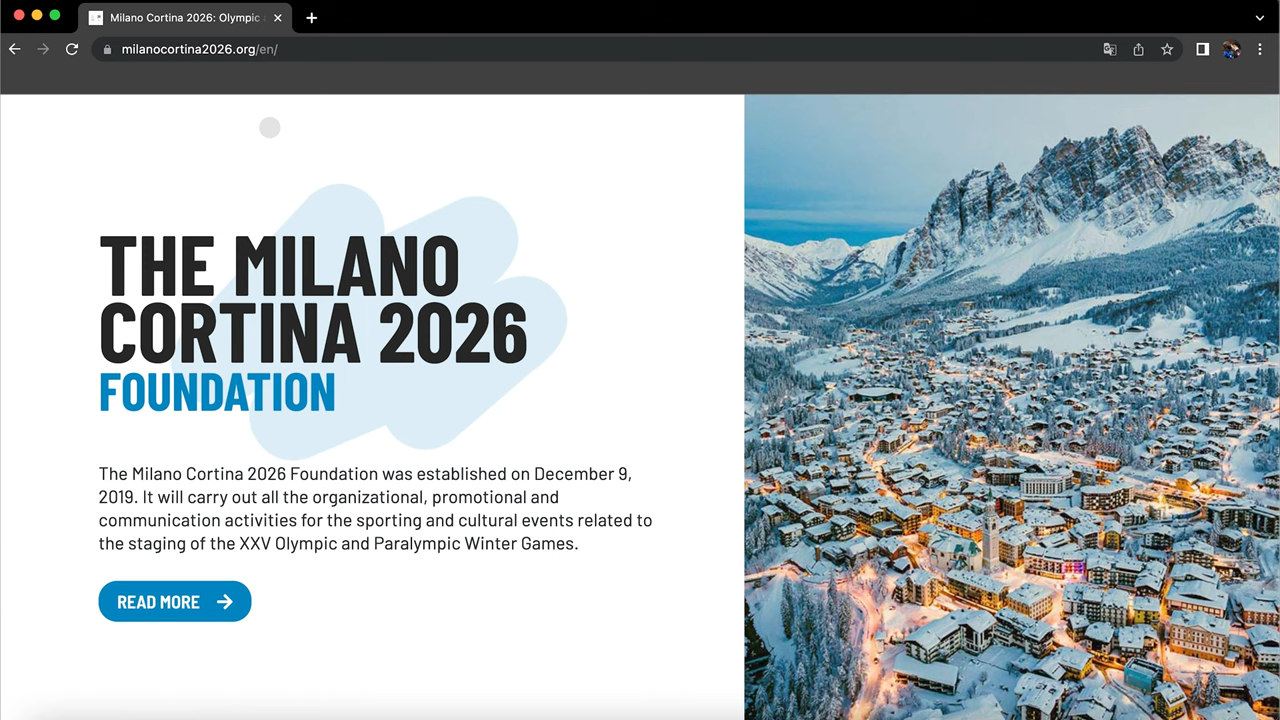 Milano Cortina 2026: Olympic
milanocortina2026.org/en/
THE MILANO
CORTINA 2026
FOUNDATION
The Milano Cortina 2026 Foundation was established on December 9,
2019. It will carry out all the organizational, promotional and
communication activities for the sporting and cultural events related to
the staging of the XXV Olympic and Paralympic Winter Games.
READ MORE